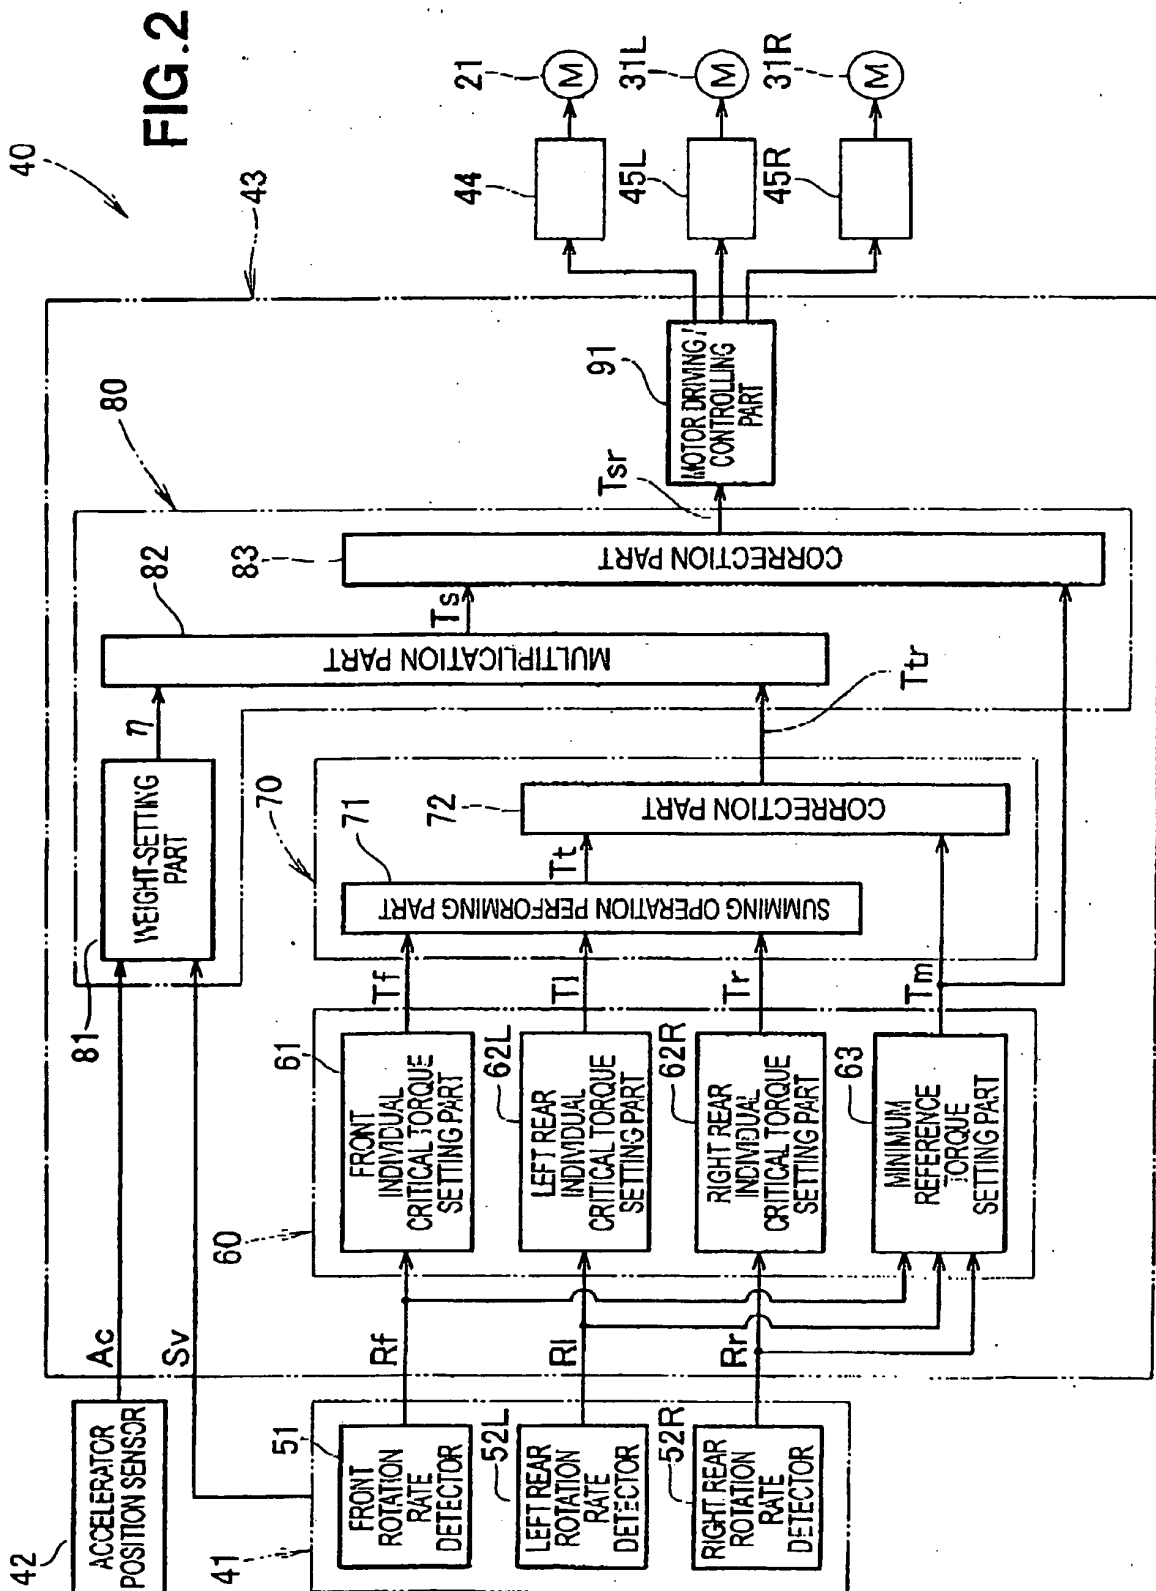 FIG.2
40
43
42
ACCELERATOR
POSITION SENSOR
Ac
Sv
41
51
FRONT
ROTATION
RATE
DETECTOR
Rf
52L
LEFT REAR
ROTATION
RATE
DETECTOR
Rl
52R
RIGHT REAR
ROTATION
RATE
DETECTOR
Rr
60
61
FRONT
INDIVIDUAL
CRITICAL TORQUE
SETTING PART
Tf
62L
LEFT REAR
INDIVIDUAL
CRITICAL TORQUE
SETTING PART
Tl
62R
RIGHT REAR
INDIVIDUAL
CRITICAL TORQUE
SETTING PART
Tr
63
MINIMUM
REFERENCE
TORQUE
SETTING PART
Tm
70
71
SUMMING OPERATION PERFORMING PART
Tt
72
CORRECTION PART
Ttr
80
81
WEIGHT-SETTING
PART
η
82
MULTIPLICATION PART
Ts
83
CORRECTION PART
Tsr
91
MOTOR DRIVING/
CONTROLLING
PART
44
21
M
45L
31L
M
45R
31R
M